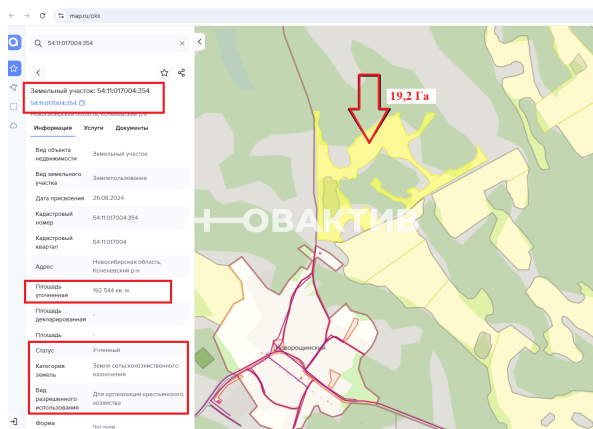 map.ru/pkk
54:11:017004:354
Земельный участок: 54:11:017004:354
54:11:017004:354
Новосибирская область, Коченевский р-н
Информация Услуги Документы
Вид объекта недвижимости Земельный участок
Вид земельного участка Землепользование
Дата присвоения 26.08.2024
Кадастровый номер 54:11:017004:354
Кадастровый квартал 54:11:017004
Адрес Новосибирская область, Коченевский р-н
Площадь уточненная 192 544 кв. м
Площадь декларированная -
Площадь -
Статус Учтенный
Категория земель Земли сельскохозяйственного назначения
Вид разрешенного использования Для организации крестьянского хозяйства
Форма Частная
19,2 Га
ОВАКТИВ
Новорощинский